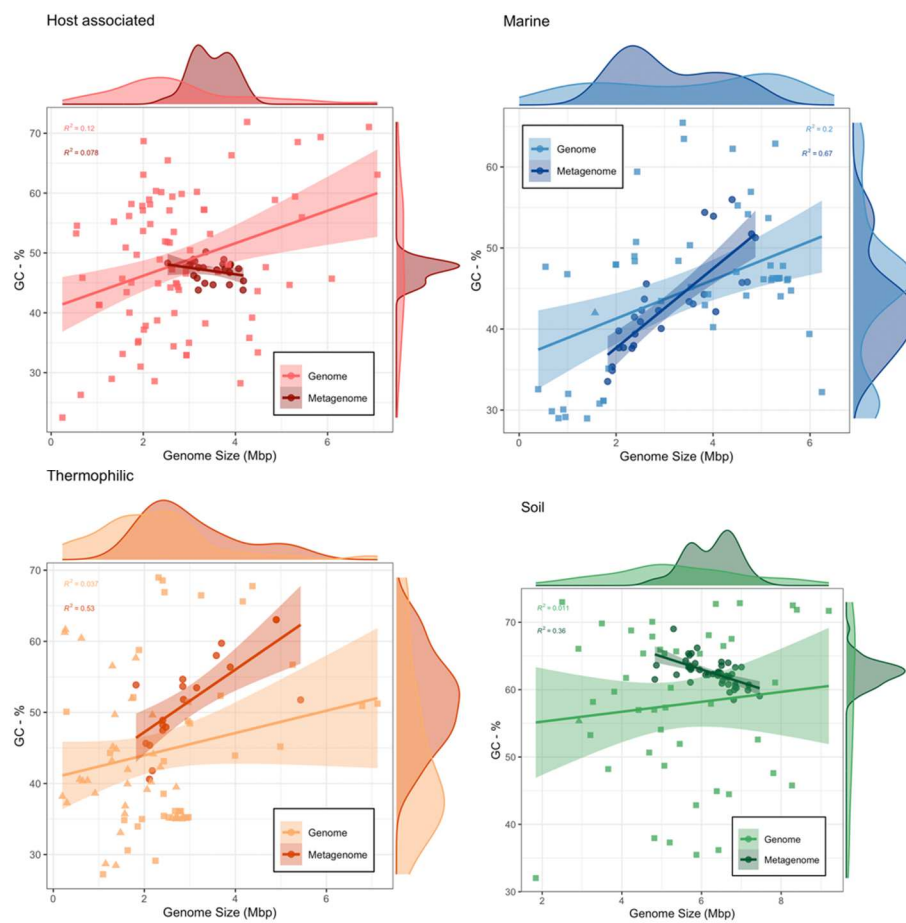 Host associated
R² = 0.12
R² = 0.078
70
60
50
40
30
GC - %
0 2 4 6
Genome Size (Mbp)
Genome
Metagenome
Marine
R² = 0.2
R² = 0.67
60
50
40
30
GC - %
0 2 4 6
Genome Size (Mbp)
Genome
Metagenome
Thermophilic
R² = 0.037
R² = 0.53
70
60
50
40
30
GC - %
0 2 4 6
Genome Size (Mbp)
Genome
Metagenome
Soil
R² = 0.011
R² = 0.36
70
60
50
40
30
GC - %
2 4 6 8
Genome Size (Mbp)
Genome
Metagenome